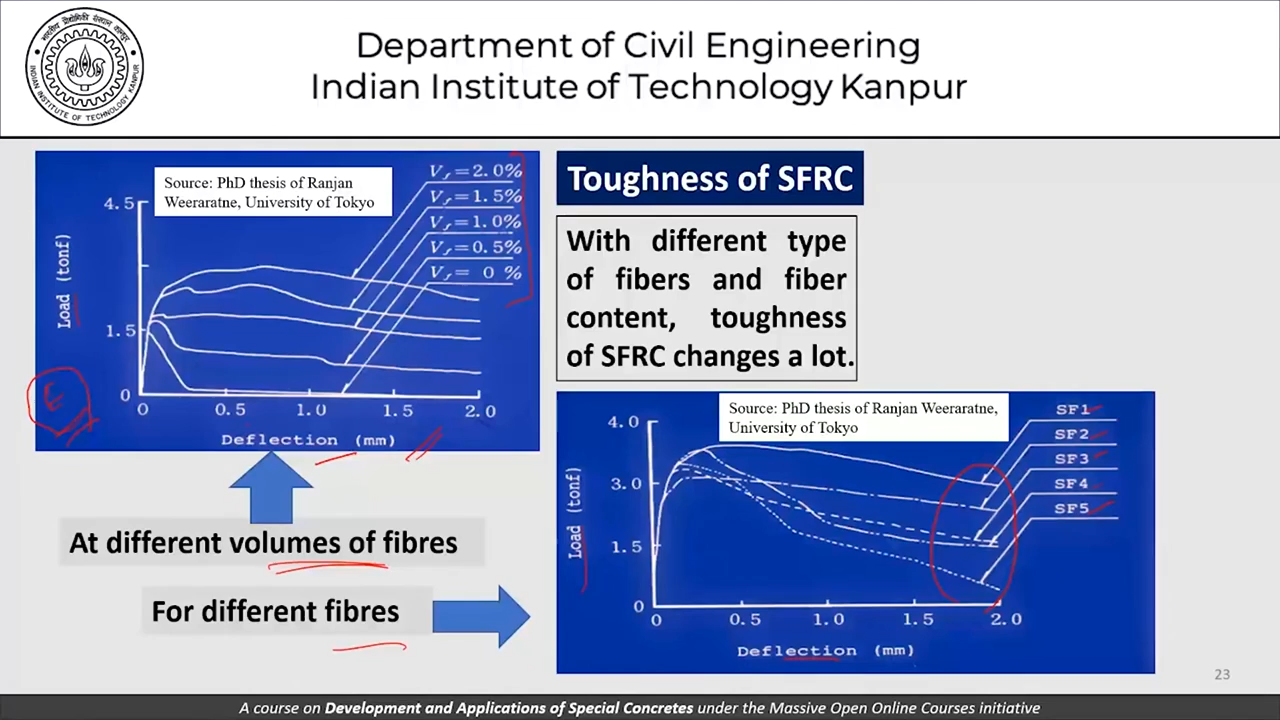 Department of Civil Engineering
Indian Institute of Technology Kanpur
INDIAN INSTITUTE OF TECHNOLOGY KANPUR
Source: PhD thesis of Ranjan
Weeraratne, University of Tokyo
V_f=2.0%
V_f=1.5%
V_f=1.0%
V_f=0.5%
V_f= 0 %
4.5
1.5
0
Load (tonf)
0 0.5 1.0 1.5 2.0
Deflection (mm)
E
Toughness of SFRC
With different type
of fibers and fiber
content, toughness
of SFRC changes a lot.
At different volumes of fibres
For different fibres
Source: PhD thesis of Ranjan Weeraratne,
University of Tokyo
SF1
SF2
SF3
SF4
SF5
4.0
3.0
1.5
0
Load (tonf)
0 0.5 1.0 1.5 2.0
Deflection (mm)
23
A course on Development and Applications of Special Concretes under the Massive Open Online Courses initiative